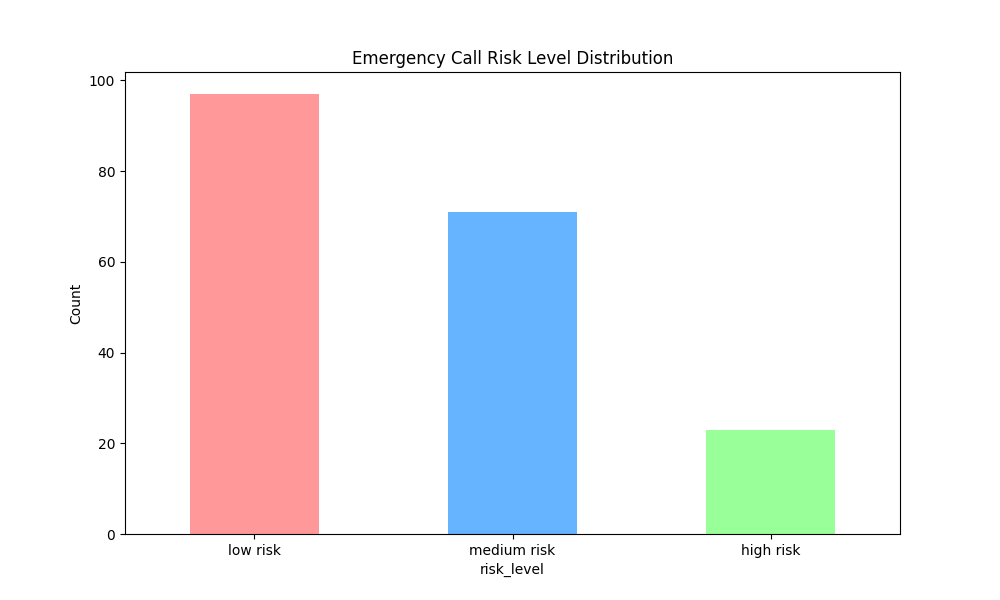 Emergency Call Risk Level Distribution
100
80
60
40
20
0
Count
low risk
medium risk
high risk
risk_level